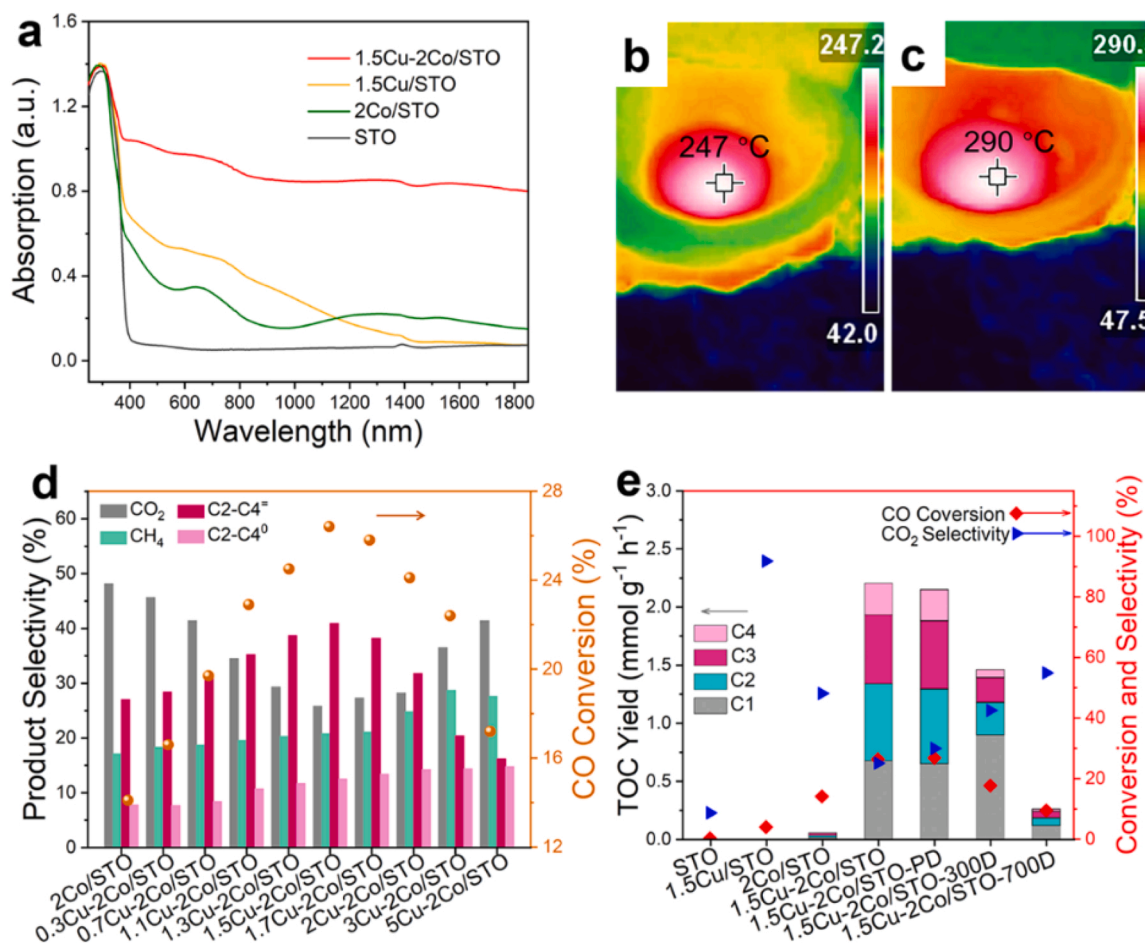 a
1.6
1.2
0.8
0.4
0.0
Absorption (a.u.)
1.5Cu-2Co/STO
1.5Cu/STO
2Co/STO
STO
400 600 800 1000 1200 1400 1600 1800
Wavelength (nm)
b
247.2
247 °C
42.0
c
290.
290 °C
47.5
d
60
50
40
30
20
10
0
Product Selectivity (%)
CO₂
CH₄
C2-C4⁼
C2-C4⁰
28
24
20
16
12
CO Conversion (%)
2Co/STO
0.3Cu-2Co/STO
0.7Cu-2Co/STO
1.1Cu-2Co/STO
1.3Cu-2Co/STO
1.5Cu-2Co/STO
1.7Cu-2Co/STO
2Cu-2Co/STO
3Cu-2Co/STO
5Cu-2Co/STO
e
3.0
2.5
2.0
1.5
1.0
0.5
0.0
TOC Yield (mmol g⁻¹ h⁻¹)
CO Coversion
CO₂ Selectivity
C4
C3
C2
C1
100
80
60
40
20
0
Conversion and Selectivity (%)
STO
1.5Cu/STO
2Co/STO
1.5Cu-2Co/STO
1.5Cu-2Co/STO-PD
1.5Cu-2Co/STO-300D
1.5Cu-2Co/STO-700D